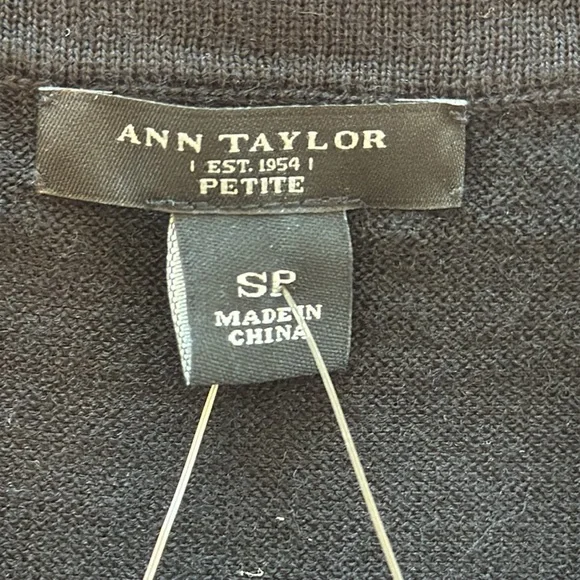 ANN TAYLOR
| EST. 1954 |
PETITE
SP
MADE IN
CHINA